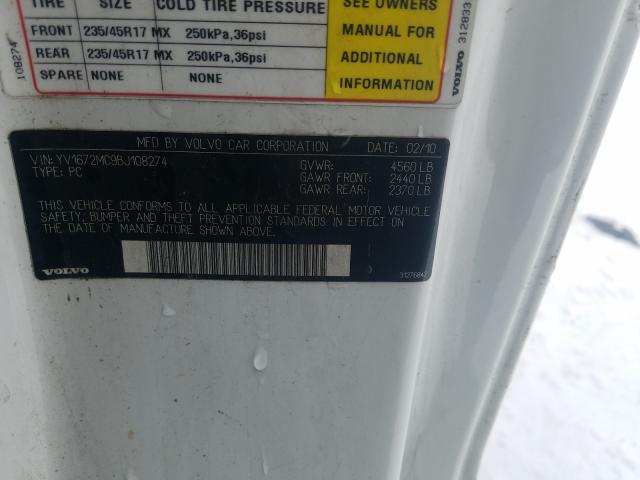 TIRE SIZE COLD TIRE PRESSURE
FRONT 235/45R17 MX 250kPa,36psi
REAR 235/45R17 MX 250kPa,36psi
SPARE NONE NONE
SEE OWNERS
MANUAL FOR
ADDITIONAL
INFORMATION
108274
VOLVO 312833
MFD BY VOLVO CAR CORPORATION DATE: 02/10
VIN: YV1672MC9BJ108274 GVWR: 4560 LB
TYPE: PC GAWR FRONT: 2440 LB
GAWR REAR: 2370 LB
THIS VEHICLE CONFORMS TO ALL APPLICABLE FEDERAL MOTOR VEHICLE
SAFETY, BUMPER AND THEFT PREVENTION STANDARDS IN EFFECT ON
THE DATE OF MANUFACTURE SHOWN ABOVE.
VOLVO